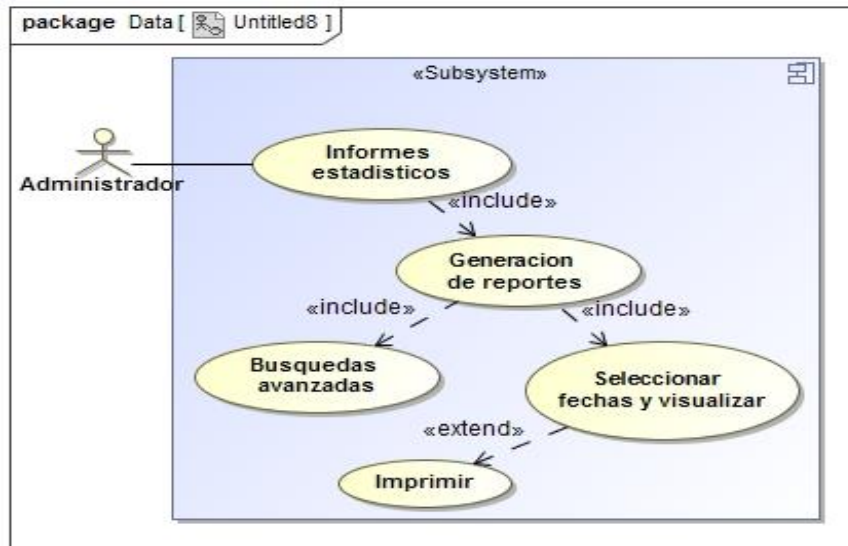 package Data [ Untitled8 ]
«Subsystem»
Administrador
Informes
estadisticos
«include»
Generacion
de reportes
«include»
«include»
Busquedas
avanzadas
Seleccionar
fechas y visualizar
«extend»
Imprimir